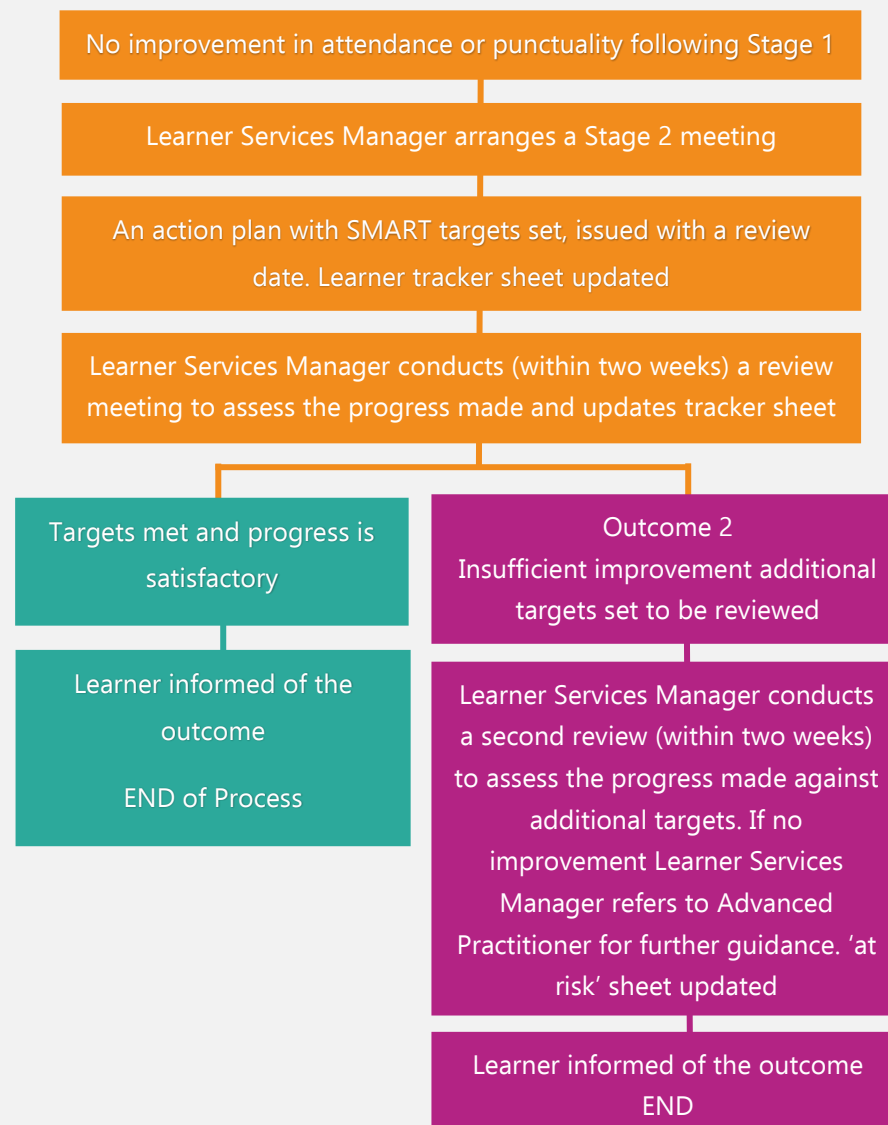 No improvement in attendance or punctuality following Stage 1
Learner Services Manager arranges a Stage 2 meeting
An action plan with SMART targets set, issued with a review
date. Learner tracker sheet updated
Learner Services Manager conducts (within two weeks) a review
meeting to assess the progress made and updates tracker sheet
Targets met and progress is
satisfactory
Learner informed of the
outcome
END of Process
Outcome 2
Insufficient improvement additional
targets set to be reviewed
Learner Services Manager conducts
a second review (within two weeks)
to assess the progress made against
additional targets. If no
improvement Learner Services
Manager refers to Advanced
Practitioner for further guidance. ‘at
risk’ sheet updated
Learner informed of the outcome
END